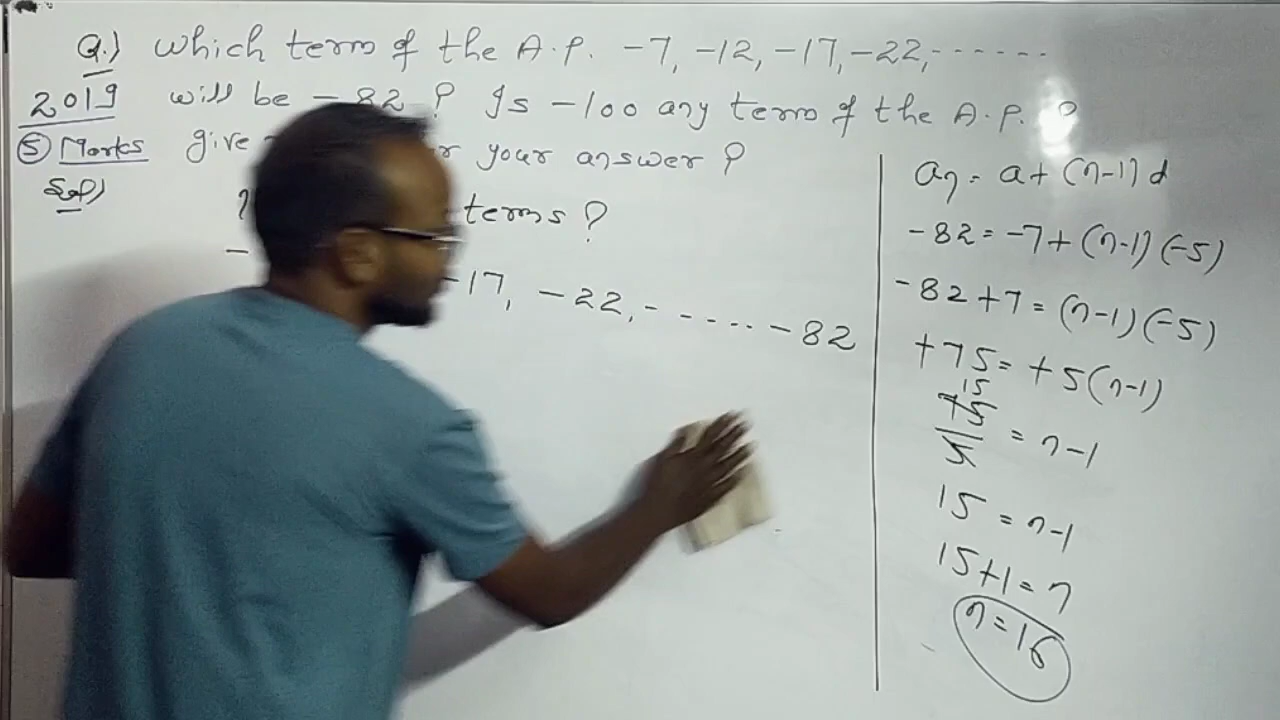 Q.) Which term of the A.P. -7, -12, -17, -22, ------
2019 will be -82 ? Is -100 any term of the A.P. ?
⑤ Marks give your answer ?
Sol)
terms ?
-17, -22, - ----- -82
an = a + (n-1) d
-82 = -7 + (n-1) (-5)
-82 + 7 = (n-1) (-5)
+75 = +5 (n-1)
15
75/5 = n-1
15 = n-1
15+1 = n
n = 16